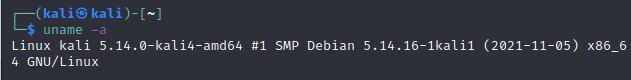 ┌──(kali㉿kali)-[~]
└─$ uname -a
Linux kali 5.14.0-kali4-amd64 #1 SMP Debian 5.14.16-1kali1 (2021-11-05) x86_6
4 GNU/Linux